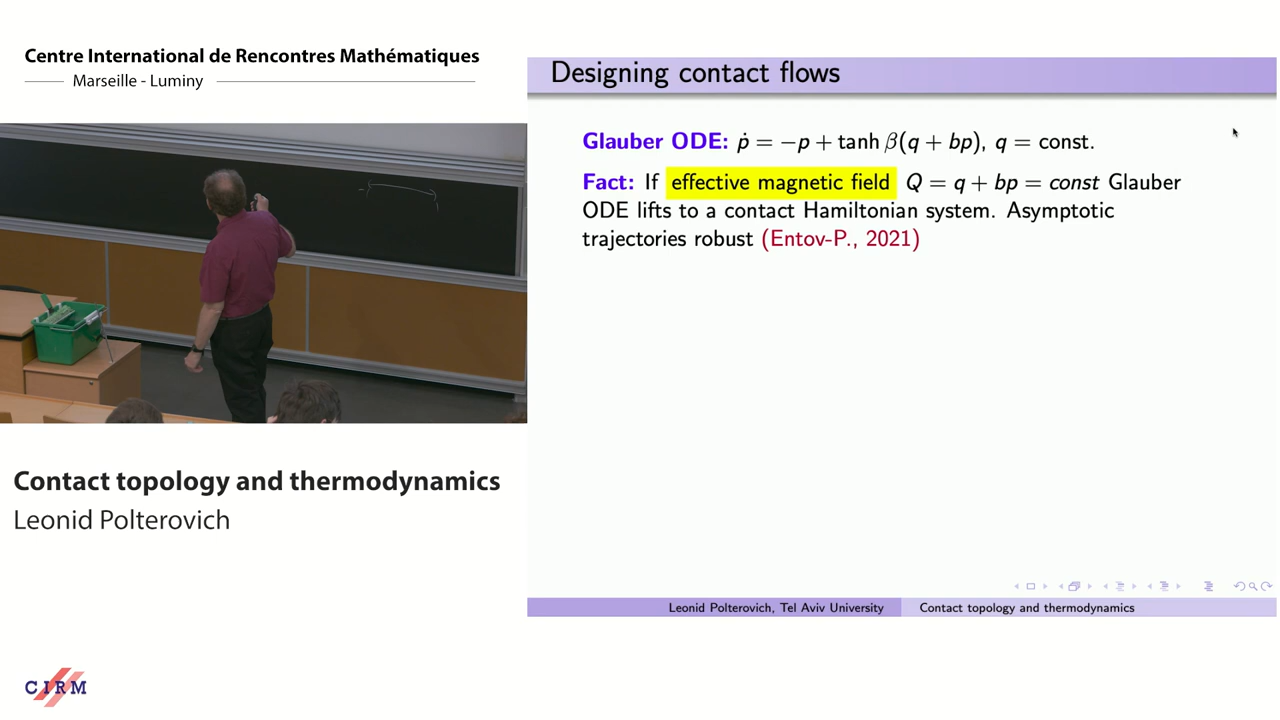 Centre International de Rencontres Mathématiques
Marseille - Luminy
Designing contact flows
Glauber ODE: ṗ = −p + tanh β(q + bp), q = const.
Fact: If effective magnetic field Q = q + bp = const Glauber
ODE lifts to a contact Hamiltonian system. Asymptotic
trajectories robust (Entov-P., 2021)
Contact topology and thermodynamics
Leonid Polterovich
Leonid Polterovich, Tel Aviv University
Contact topology and thermodynamics
CIRM